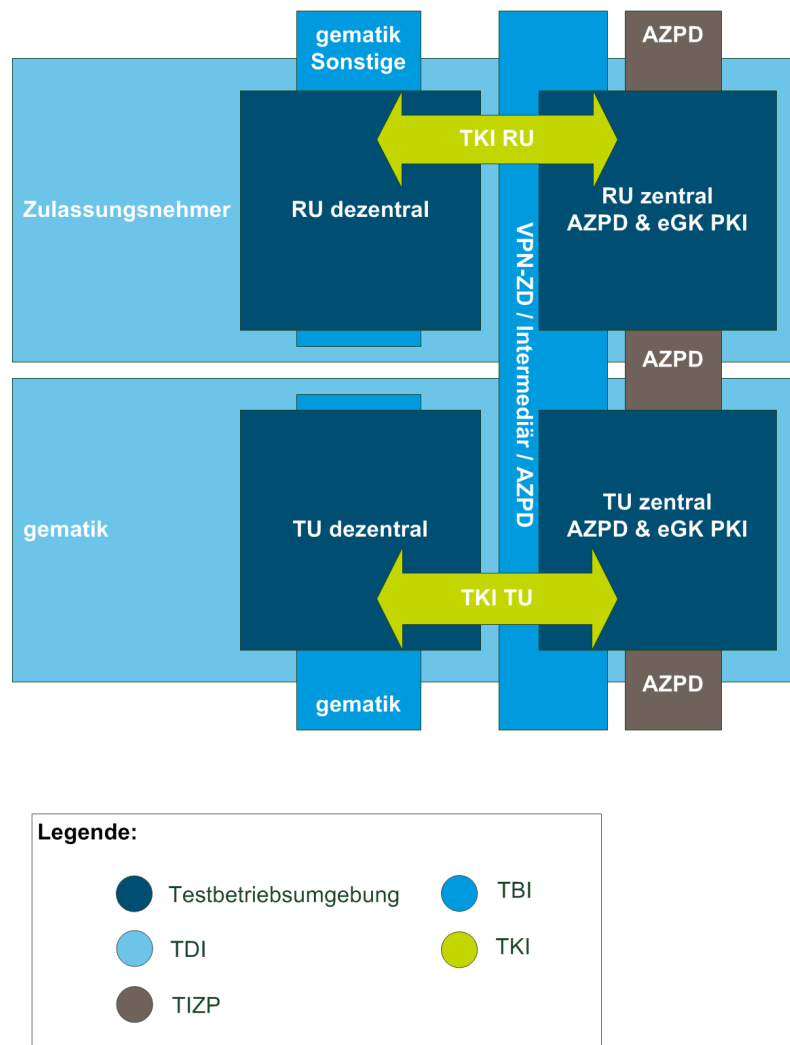 gematik
Sonstige
AZPD
TKI RU
Zulassungsnehmer
RU dezentral
RU zentral
AZPD & eGK PKI
VPN-ZD / Intermediär / AZPD
AZPD
gematik
TU dezentral
TU zentral
AZPD & eGK PKI
TKI TU
gematik
AZPD
Legende:
Testbetriebsumgebung
TBI
TDI
TKI
TIZP